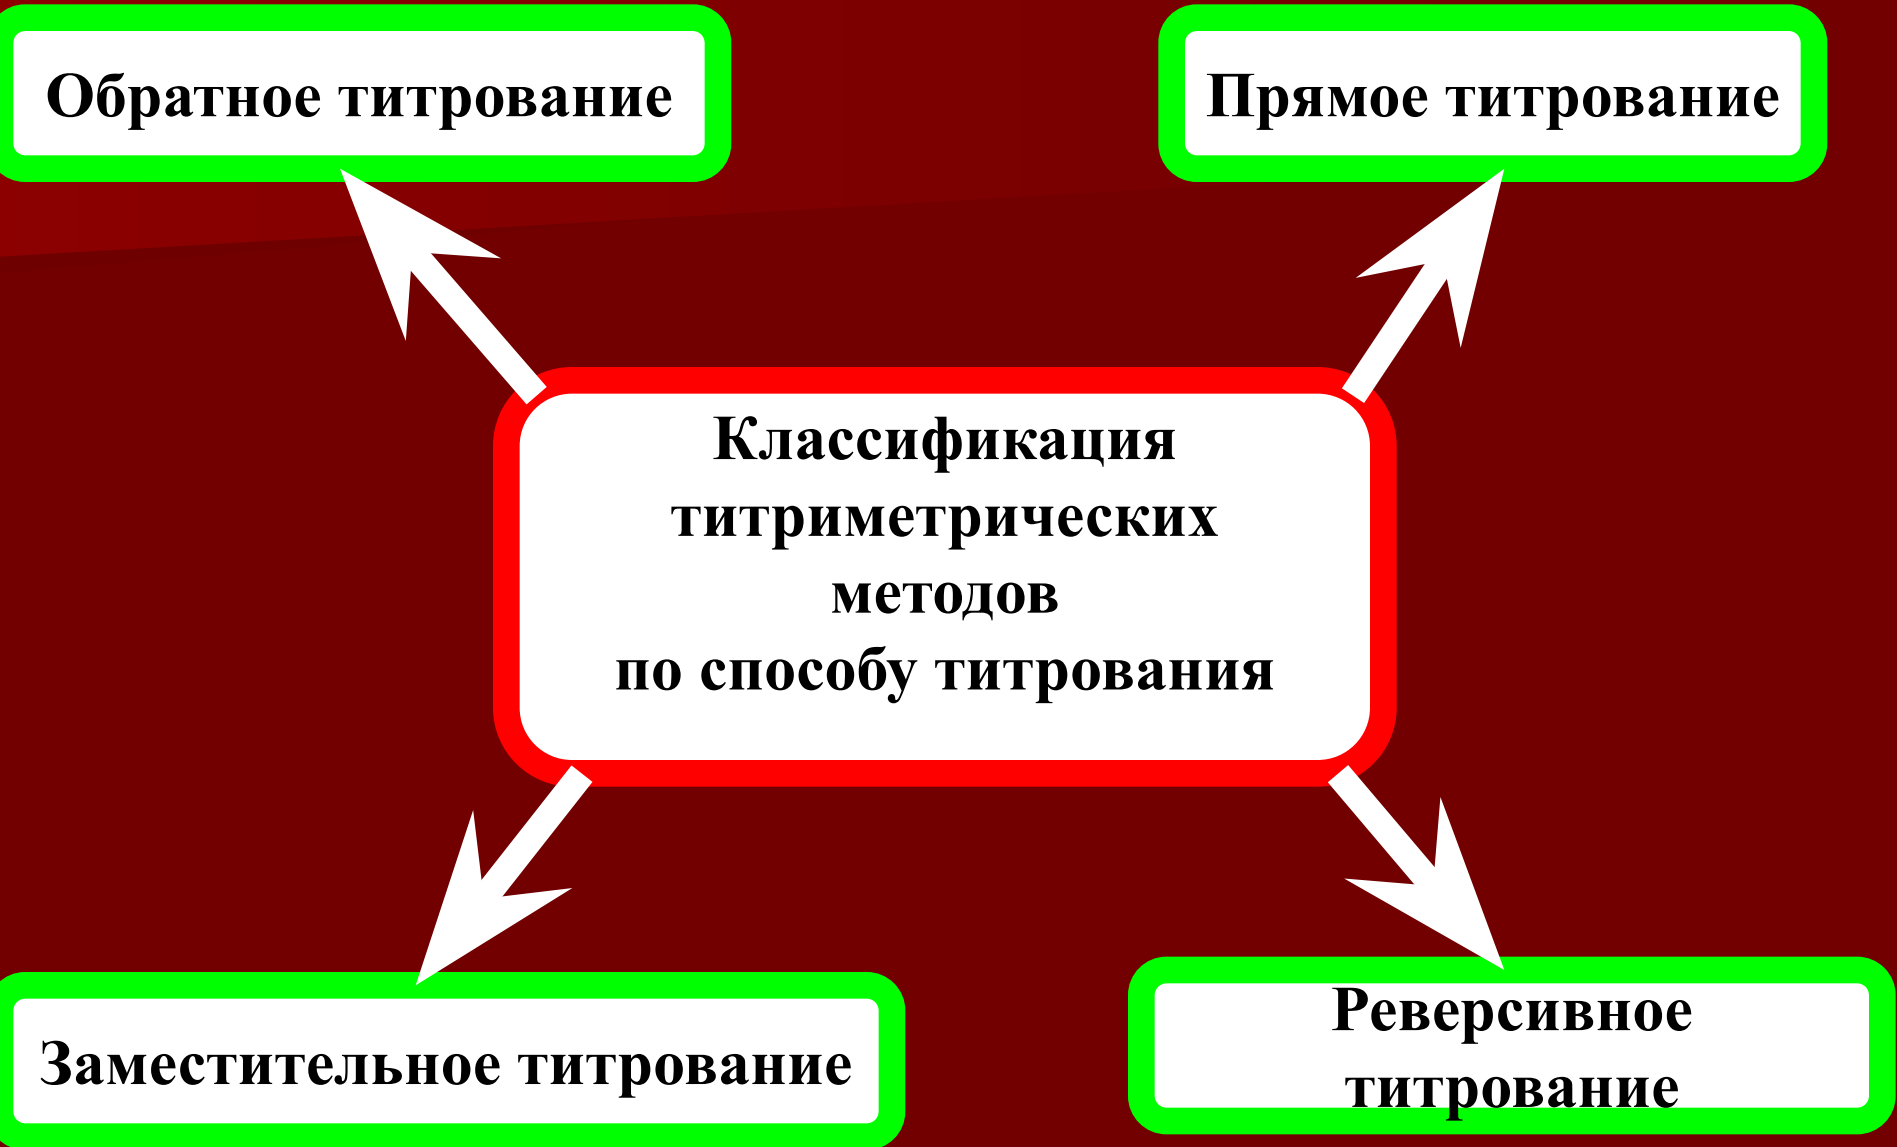 Обратное титрование
Прямое титрование
Классификация
титриметрических
методов
по способу титрования
Заместительное титрование
Реверсивное
титрование